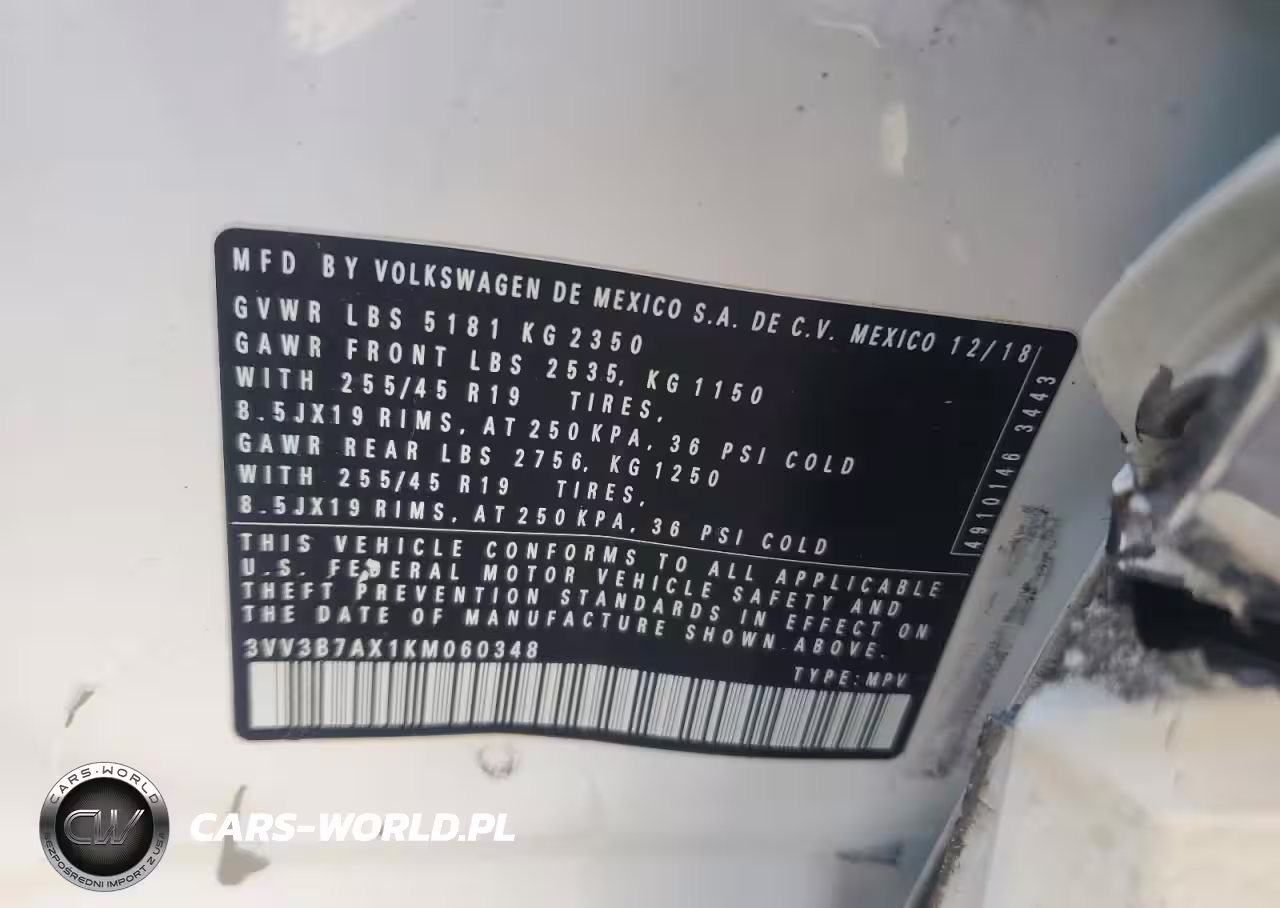 MFD BY VOLKSWAGEN DE MEXICO S.A. DE C.V. MEXICO 12/18
GVWR LBS 5181 KG 2350
GAWR FRONT LBS 2535, KG 1150
WITH 255/45 R19 TIRES,
8.5JX19 RIMS, AT 250 KPA, 36 PSI COLD
GAWR REAR LBS 2756, KG 1250
WITH 255/45 R19 TIRES,
8.5JX19 RIMS, AT 250KPA, 36 PSI COLD
4910146 3443
THIS VEHICLE CONFORMS TO ALL APPLICABLE
U.S. FEDERAL MOTOR VEHICLE SAFETY AND
THEFT PREVENTION STANDARDS IN EFFECT ON
THE DATE OF MANUFACTURE SHOWN ABOVE.
3VV3B7AX1KM060348
TYPE: MPV
CARS-WORLD
CW
BEZPOŚREDNI IMPORT Z USA
CARS-WORLD.PL